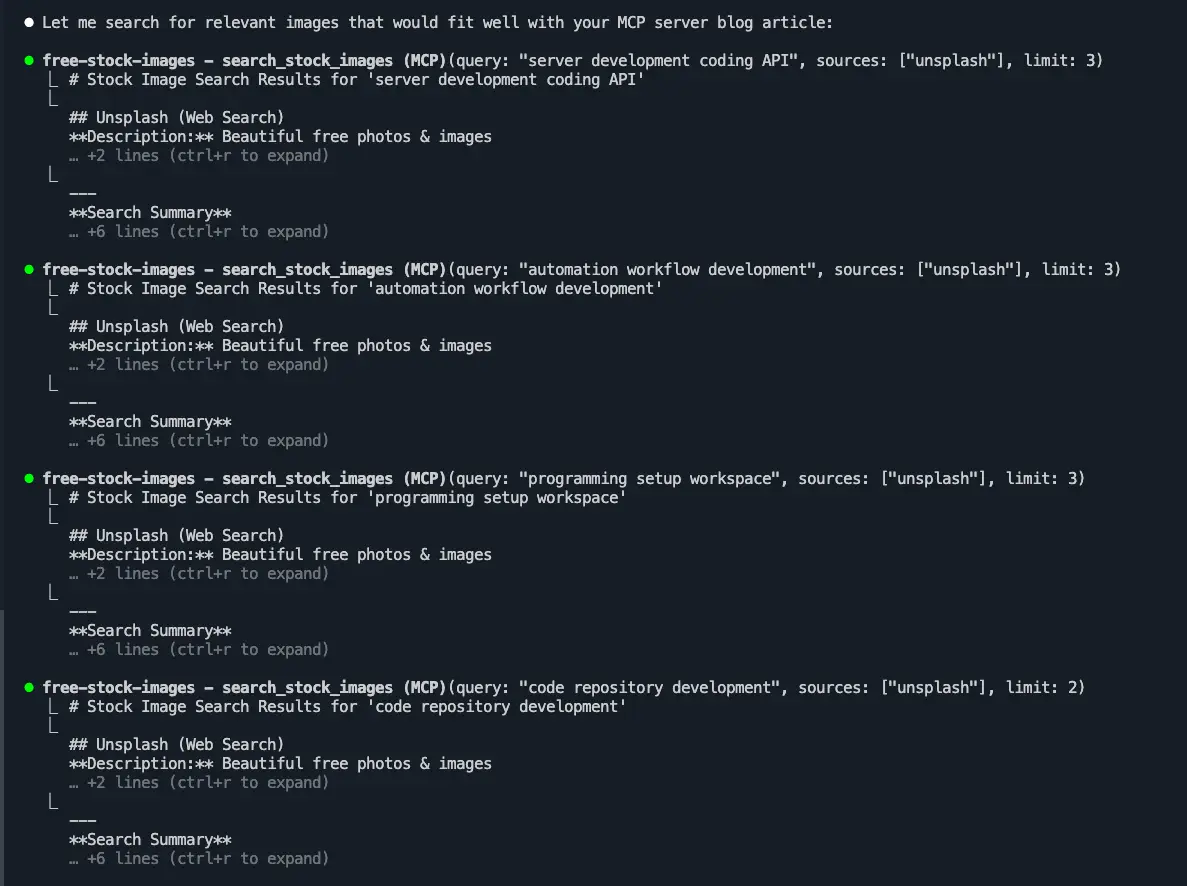 ● Let me search for relevant images that would fit well with your MCP server blog article:
● free-stock-images - search_stock_images (MCP)(query: "server development coding API", sources: ["unsplash"], limit: 3)
⎿ # Stock Image Search Results for 'server development coding API'
⎿
## Unsplash (Web Search)
**Description:** Beautiful free photos & images
… +2 lines (ctrl+r to expand)
⎿
---
**Search Summary**
… +6 lines (ctrl+r to expand)
● free-stock-images - search_stock_images (MCP)(query: "automation workflow development", sources: ["unsplash"], limit: 3)
⎿ # Stock Image Search Results for 'automation workflow development'
⎿
## Unsplash (Web Search)
**Description:** Beautiful free photos & images
… +2 lines (ctrl+r to expand)
⎿
---
**Search Summary**
… +6 lines (ctrl+r to expand)
● free-stock-images - search_stock_images (MCP)(query: "programming setup workspace", sources: ["unsplash"], limit: 3)
⎿ # Stock Image Search Results for 'programming setup workspace'
⎿
## Unsplash (Web Search)
**Description:** Beautiful free photos & images
… +2 lines (ctrl+r to expand)
⎿
---
**Search Summary**
… +6 lines (ctrl+r to expand)
● free-stock-images - search_stock_images (MCP)(query: "code repository development", sources: ["unsplash"], limit: 2)
⎿ # Stock Image Search Results for 'code repository development'
⎿
## Unsplash (Web Search)
**Description:** Beautiful free photos & images
… +2 lines (ctrl+r to expand)
⎿
---
**Search Summary**
… +6 lines (ctrl+r to expand)